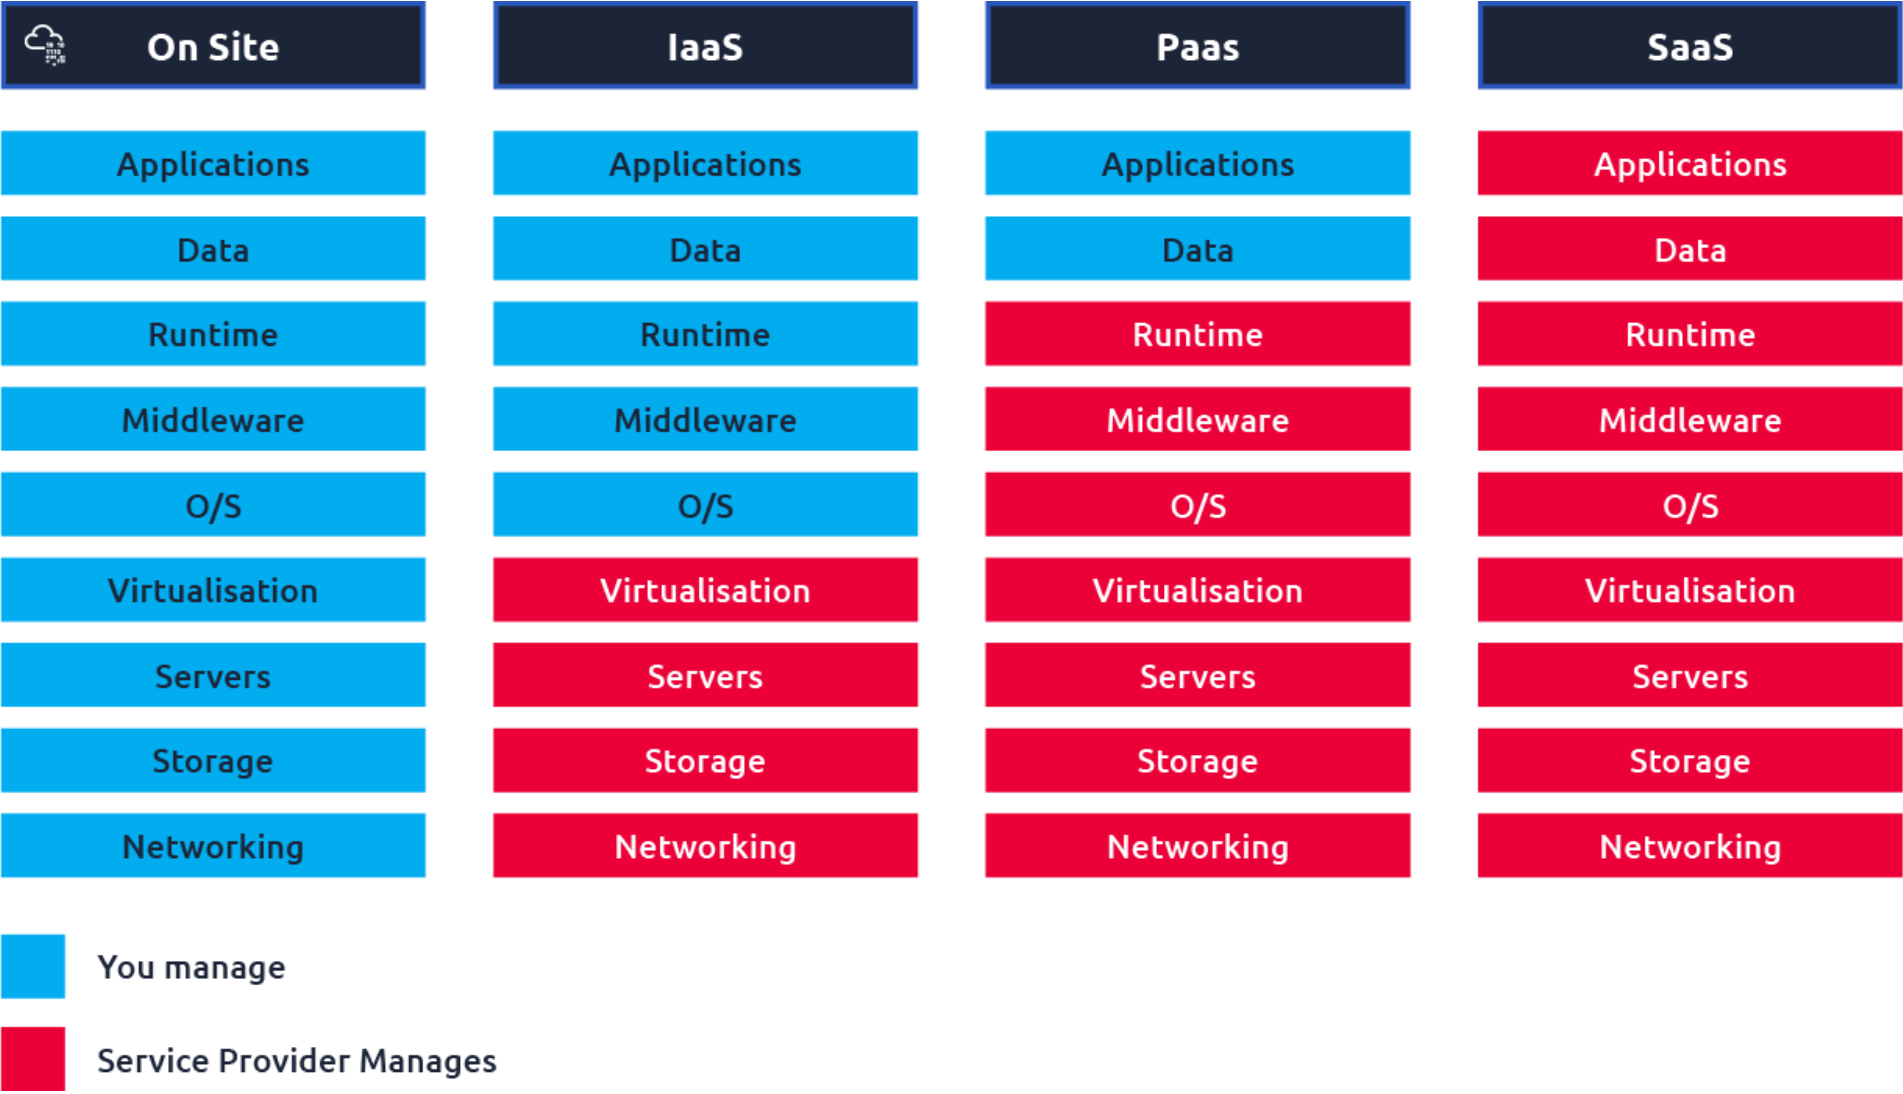 On Site
IaaS
Paas
SaaS
Applications
Applications
Applications
Applications
Data
Data
Data
Data
Runtime
Runtime
Runtime
Runtime
Middleware
Middleware
Middleware
Middleware
O/S
O/S
O/S
O/S
Virtualisation
Virtualisation
Virtualisation
Virtualisation
Servers
Servers
Servers
Servers
Storage
Storage
Storage
Storage
Networking
Networking
Networking
Networking
You manage
Service Provider Manages